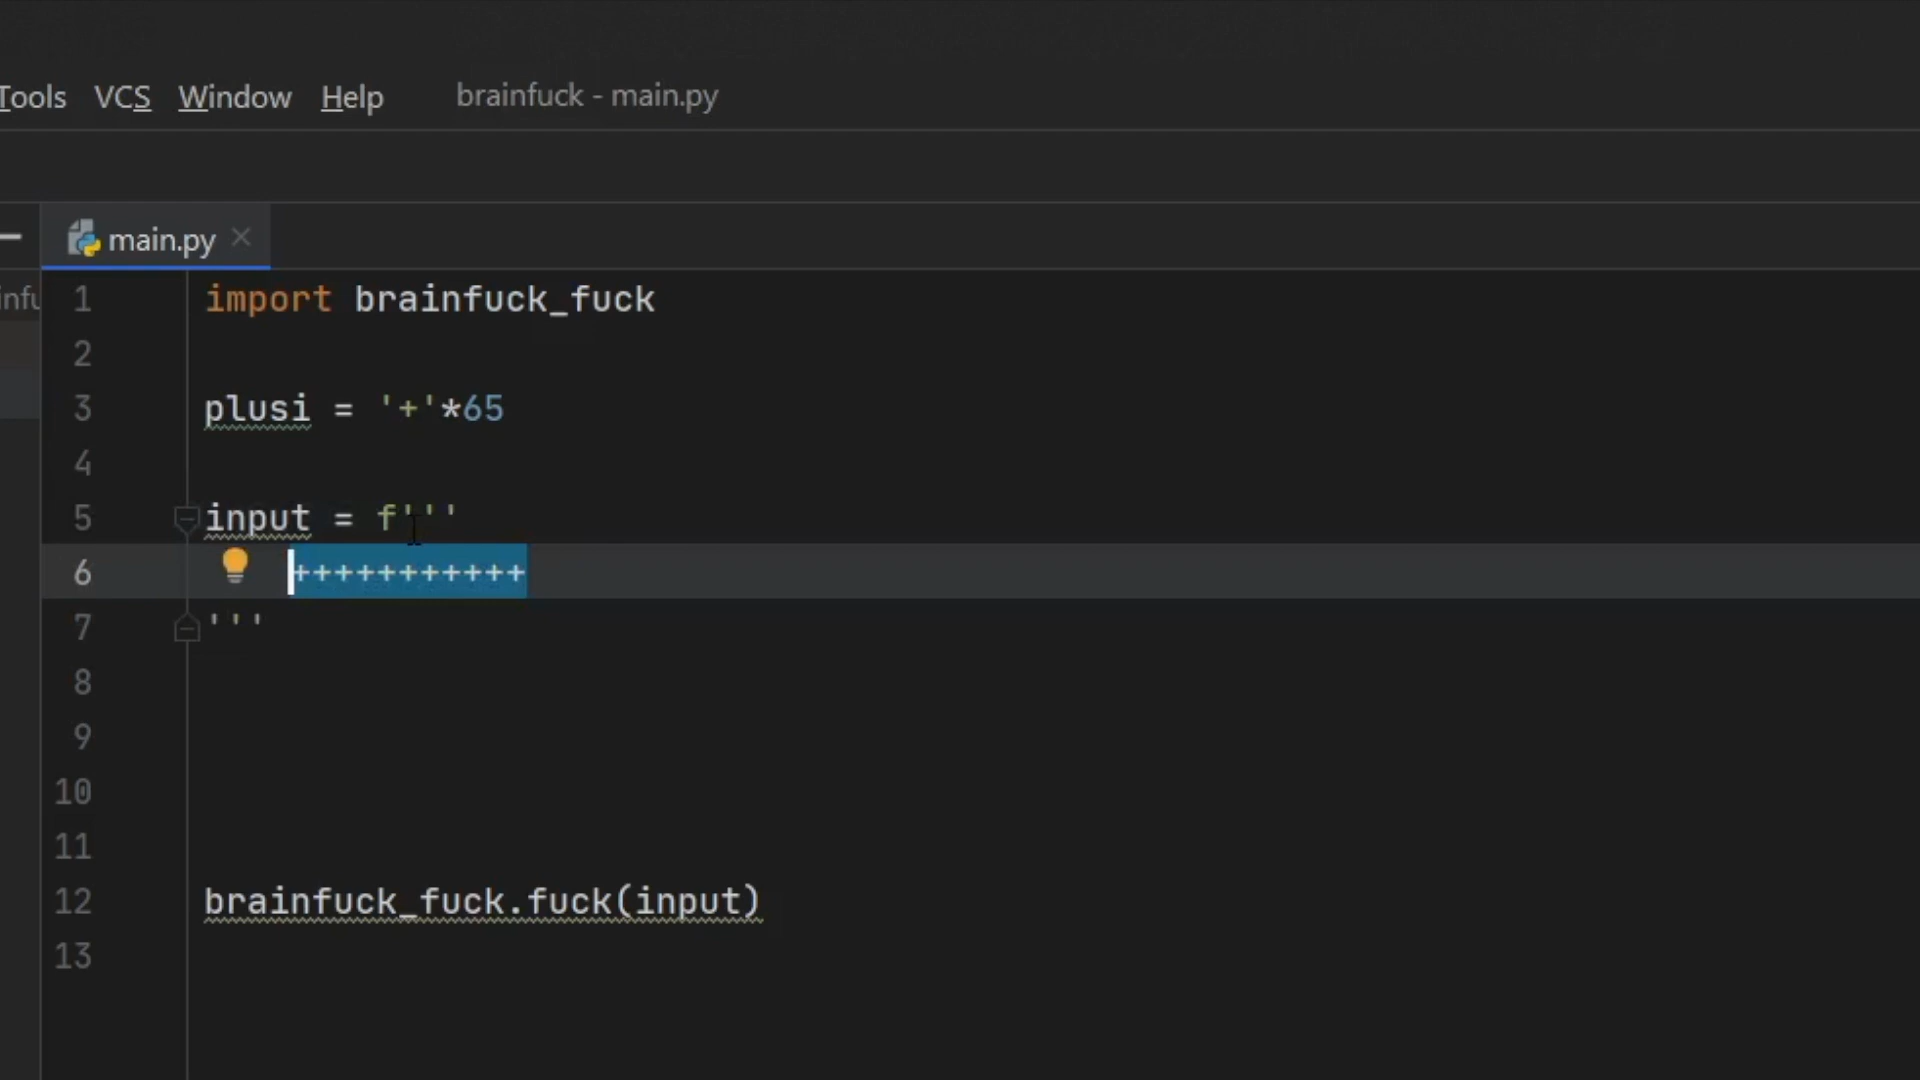 Tools VCS Window Help brainfuck - main.py
main.py
1 import brainfuck_fuck
2
3 plusi = '+'*65
4
5 input = f'''
6 +++++++++++
7 '''
8
9
10
11
12 brainfuck_fuck.fuck(input)
13